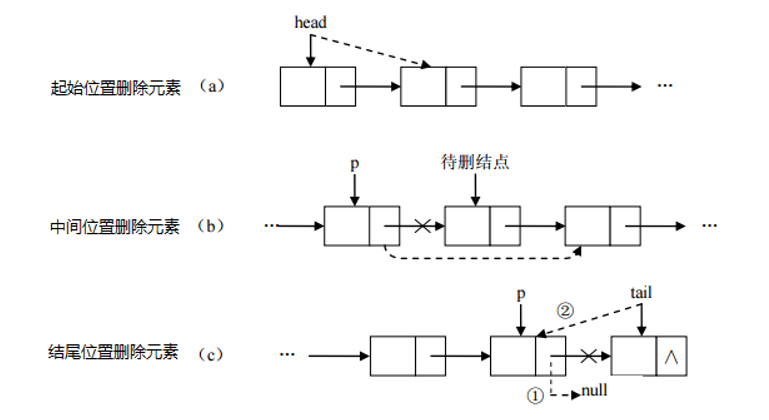 head
起始位置删除元素 （a） …
p 待删结点
中间位置删除元素 （b） … …
p ② tail
结尾位置删除元素 （c） … ∧
① null